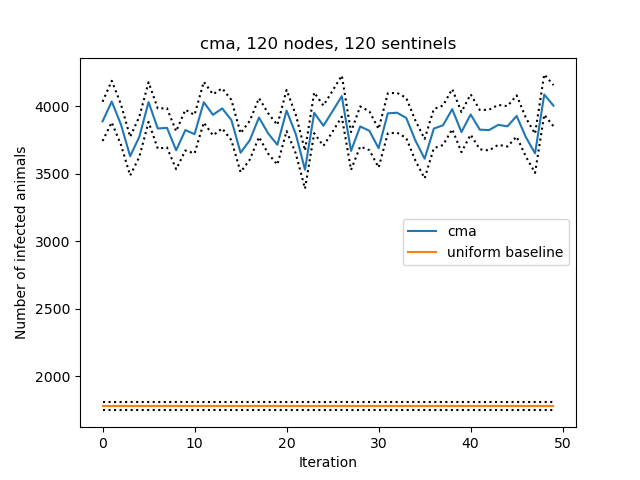 cma, 120 nodes, 120 sentinels
Number of infected animals
4000
3500
3000
2500
2000
cma
uniform baseline
0 10 20 30 40 50
Iteration